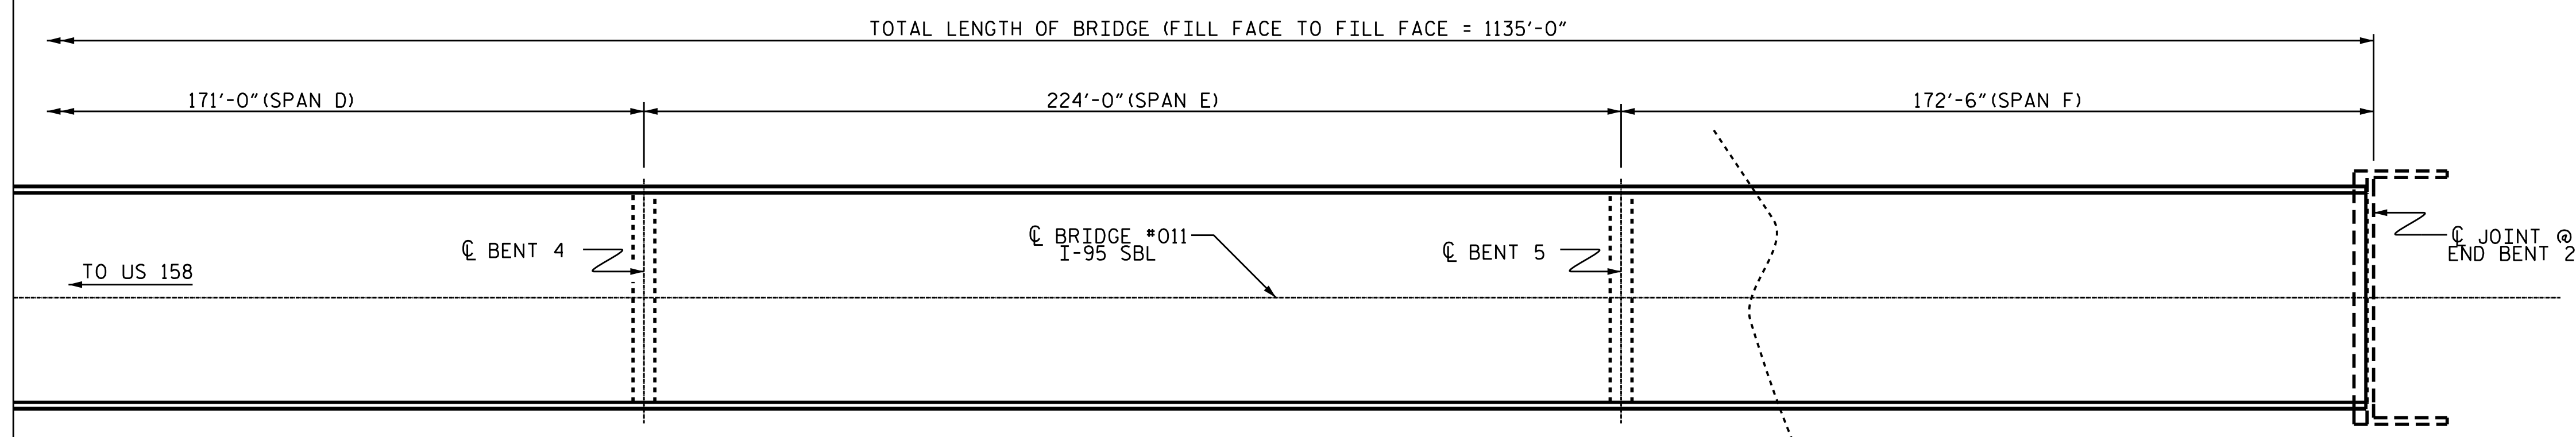 TOTAL LENGTH OF BRIDGE (FILL FACE TO FILL FACE = 1135'-0"
171'-0"(SPAN D)
224'-0"(SPAN E)
172'-6"(SPAN F)
℄ BENT 4
℄ BRIDGE #011
I-95 SBL
℄ BENT 5
℄ JOINT @
END BENT 2
TO US 158